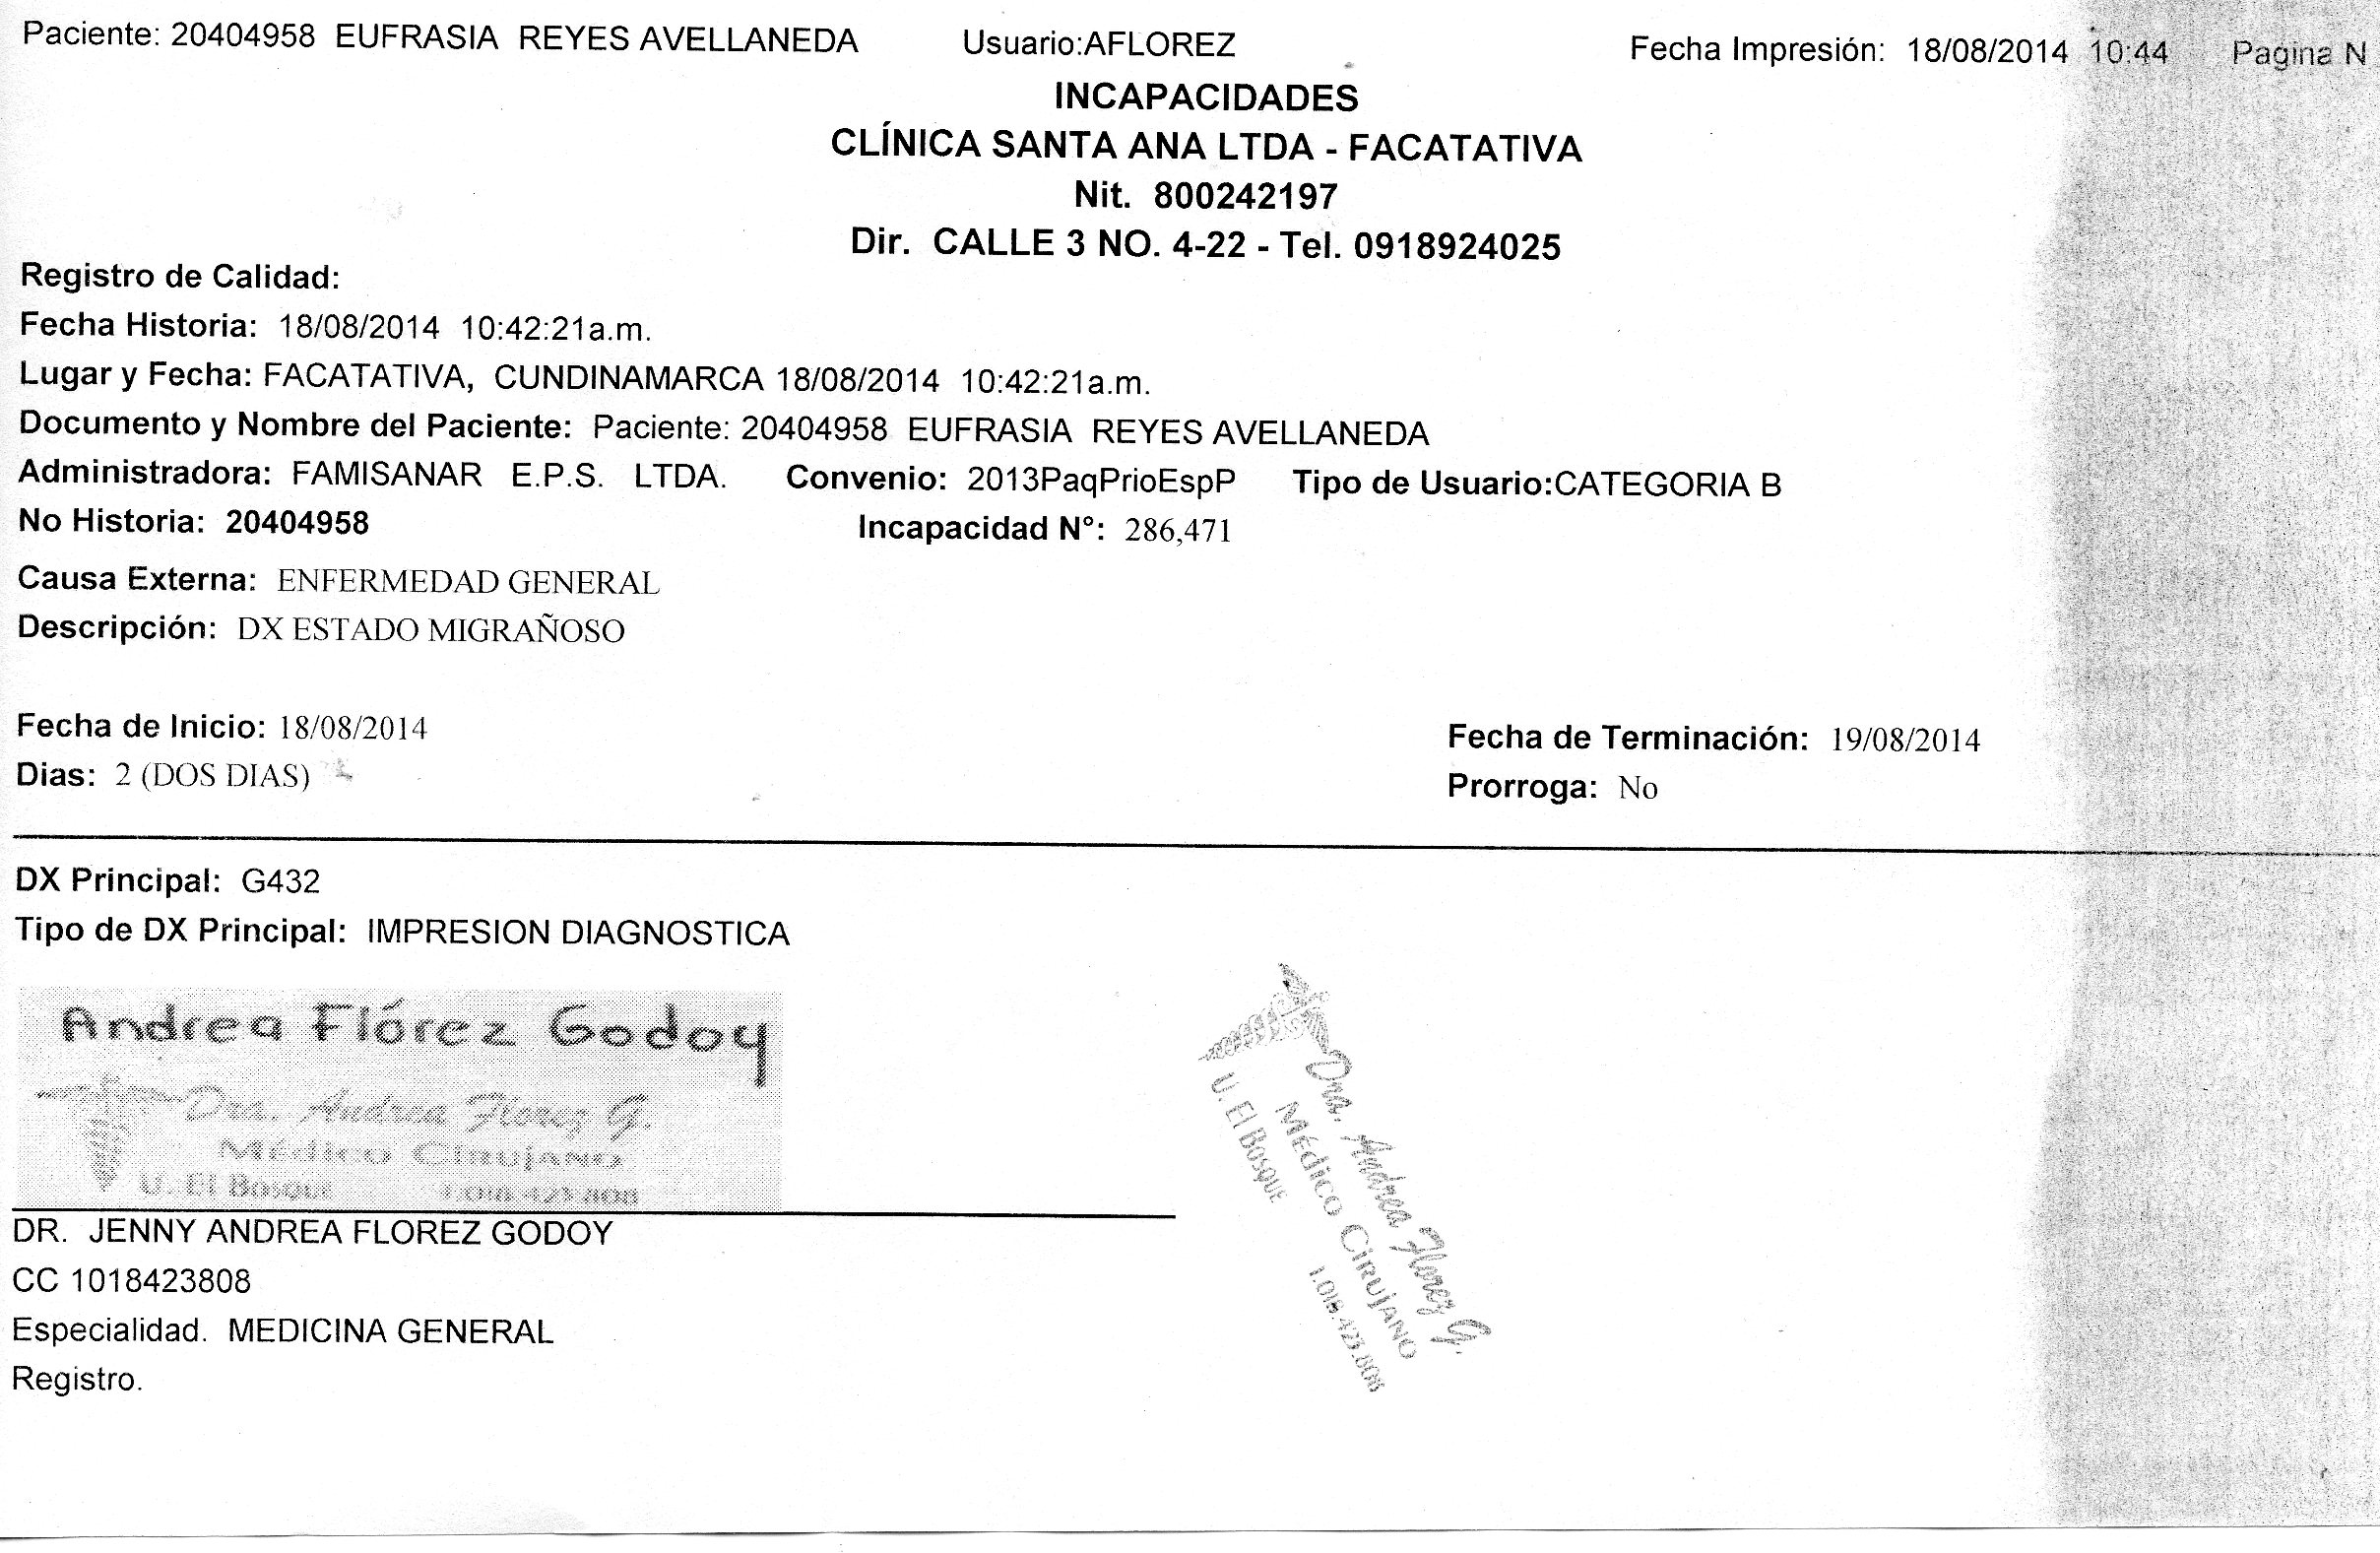 Paciente: 20404958 EUFRASIA REYES AVELLANEDA Usuario:AFLOREZ Fecha Impresión: 18/08/2014 10:44 Pagina N
INCAPACIDADES
CLÍNICA SANTA ANA LTDA - FACATATIVA
Nit. 800242197
Dir. CALLE 3 NO. 4-22 - Tel. 0918924025
Registro de Calidad:
Fecha Historia: 18/08/2014 10:42:21a.m.
Lugar y Fecha: FACATATIVA, CUNDINAMARCA 18/08/2014 10:42:21a.m.
Documento y Nombre del Paciente: Paciente: 20404958 EUFRASIA REYES AVELLANEDA
Administradora: FAMISANAR E.P.S. LTDA. Convenio: 2013PaqPrioEspP Tipo de Usuario:CATEGORIA B
No Historia: 20404958 Incapacidad N°: 286,471
Causa Externa: ENFERMEDAD GENERAL
Descripción: DX ESTADO MIGRAÑOSO
Fecha de Inicio: 18/08/2014 Fecha de Terminación: 19/08/2014
Dias: 2 (DOS DIAS) Prorroga: No
DX Principal: G432
Tipo de DX Principal: IMPRESION DIAGNOSTICA
Andrea Flórez Godoy
Dra. Andrea Florez G.
Médico Cirujano
U. El Bosque 1.018.423.808
DR. JENNY ANDREA FLOREZ GODOY
CC 1018423808
Especialidad. MEDICINA GENERAL
Registro.
Dra. Andrea Florez G.
Médico Cirujano
U. El Bosque 1.018.423.808